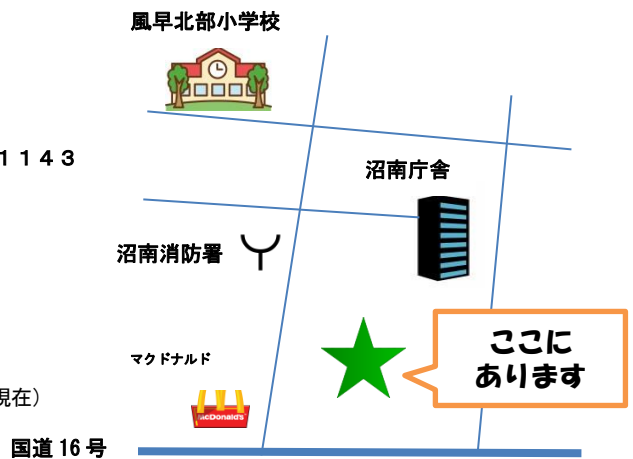 風早北部小学校
１１４３
沼南庁舎
沼南消防署
ここに
あります
マクドナルド
McDonald's
現在）
国道 16 号